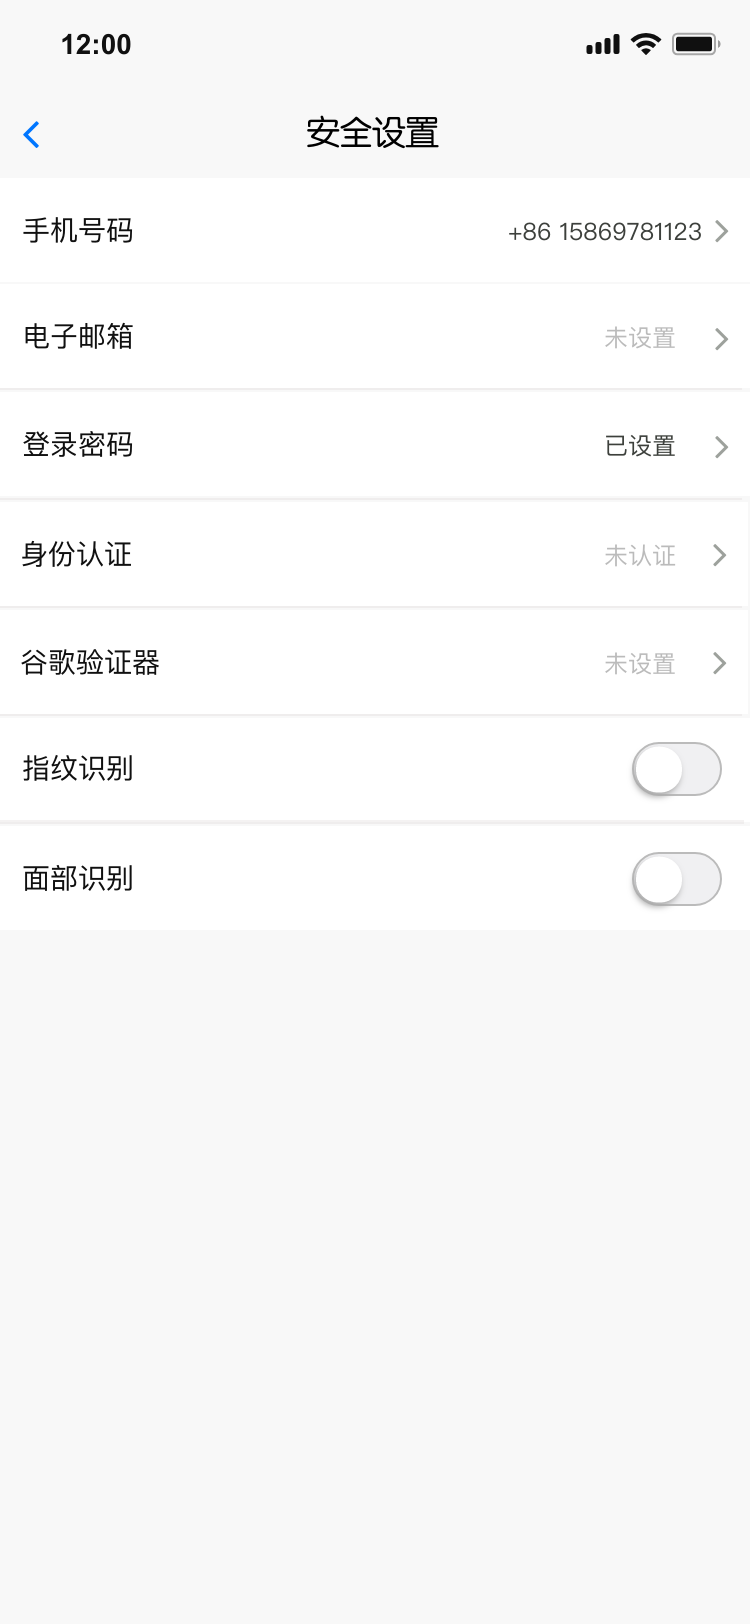 12:00
安全设置
手机号码 +86 15869781123
电子邮箱 未设置
登录密码 已设置
身份认证 未认证
谷歌验证器 未设置
指纹识别
面部识别